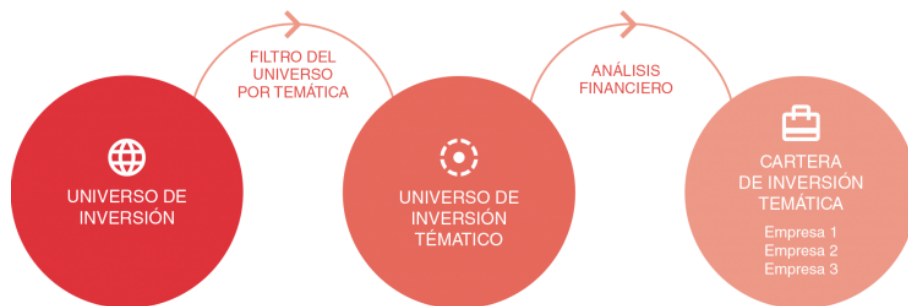 FILTRO DEL
UNIVERSO
POR TEMÁTICA
ANÁLISIS
FINANCIERO
UNIVERSO DE
INVERSIÓN
UNIVERSO DE
INVERSIÓN
TÉMATICO
CARTERA
DE INVERSIÓN
TEMÁTICA
Empresa 1
Empresa 2
Empresa 3